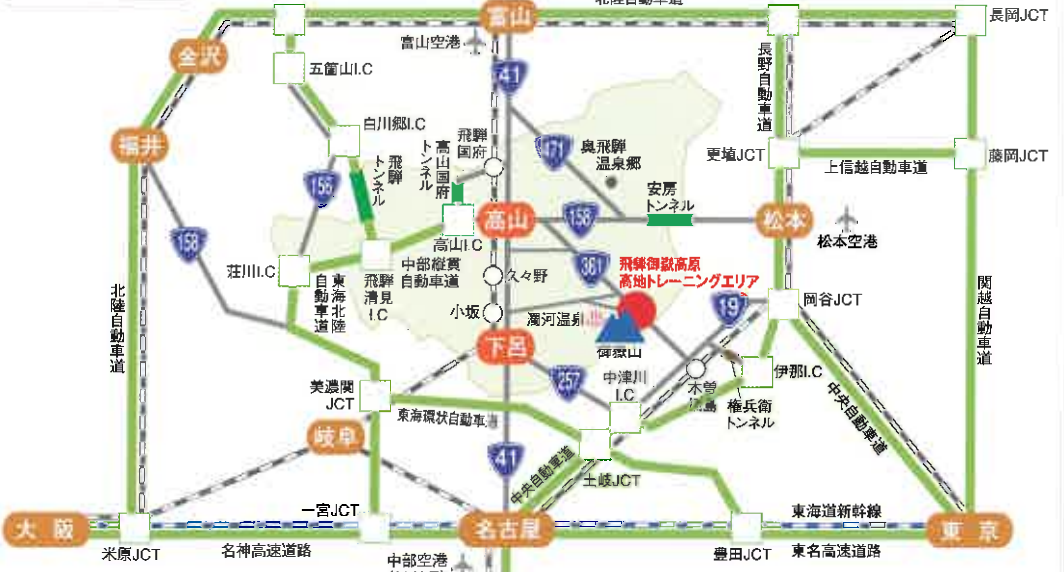 北陸自動車道
富山
長岡JCT
金沢
富山空港
五箇山I.C
41
長野自動車道
白川郷I.C
福井
飛騨トンネル
高山国府トンネル
飛騨国府
471
奥飛騨
温泉郷
更埴JCT
上信越自動車道
藤岡JCT
156
安房
トンネル
158
高山
158
松本
松本空港
高山I.C
荘川I.C
東海北陸自動車道
飛騨清見I.C
中部縦貫
自動車道
久々野
361
飛騨御嶽高原
高地トレーニングエリア
北陸自動車道
小坂
濁河温泉
19
岡谷JCT
関越自動車道
御嶽山
下呂
257
中津川
I.C
木曽
伊那I.C
権兵衛
トンネル
中央自動車道
美濃関
JCT
東海環状自動車道
岐阜
41
中央自動車道
土岐JCT
一宮JCT
東海道新幹線
大阪
名古屋
東京
米原JCT
名神高速道路
中部空港
豊田JCT
東名高速道路